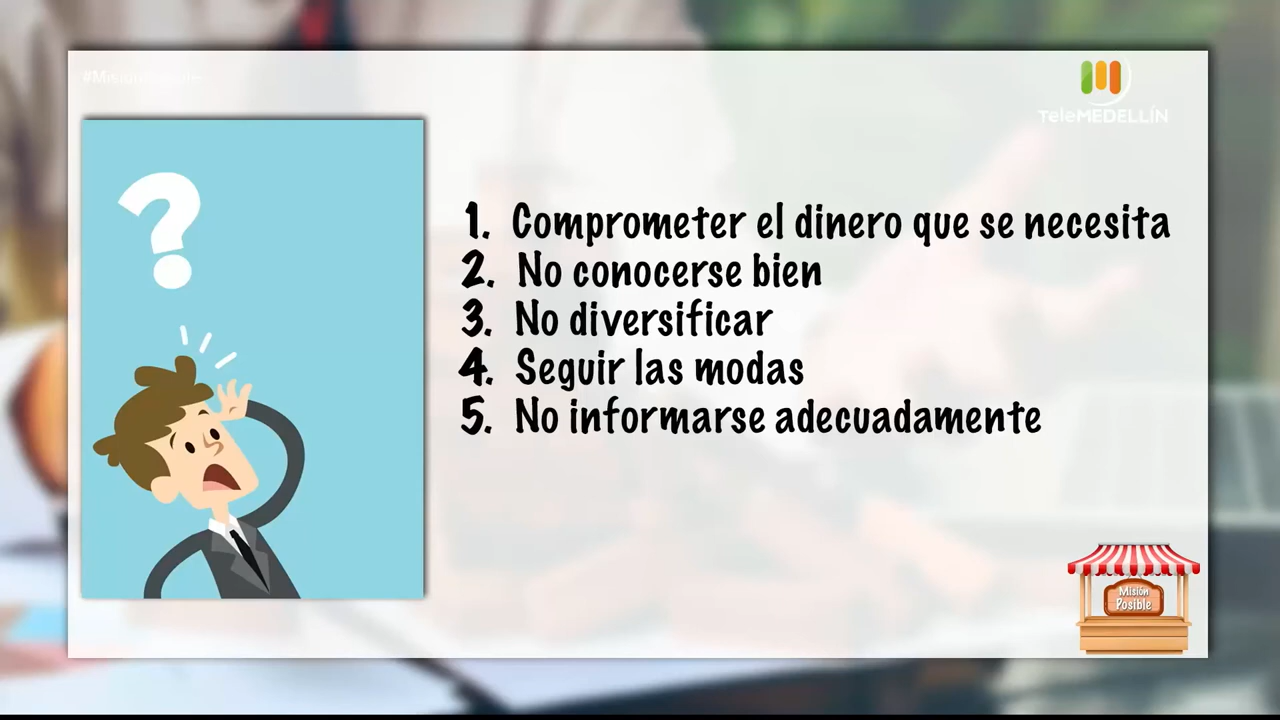 TeleMEDELLÍN
?
1. Comprometer el dinero que se necesita
2. No conocerse bien
3. No diversificar
4. Seguir las modas
5. No informarse adecuadamente
Misión
Posible